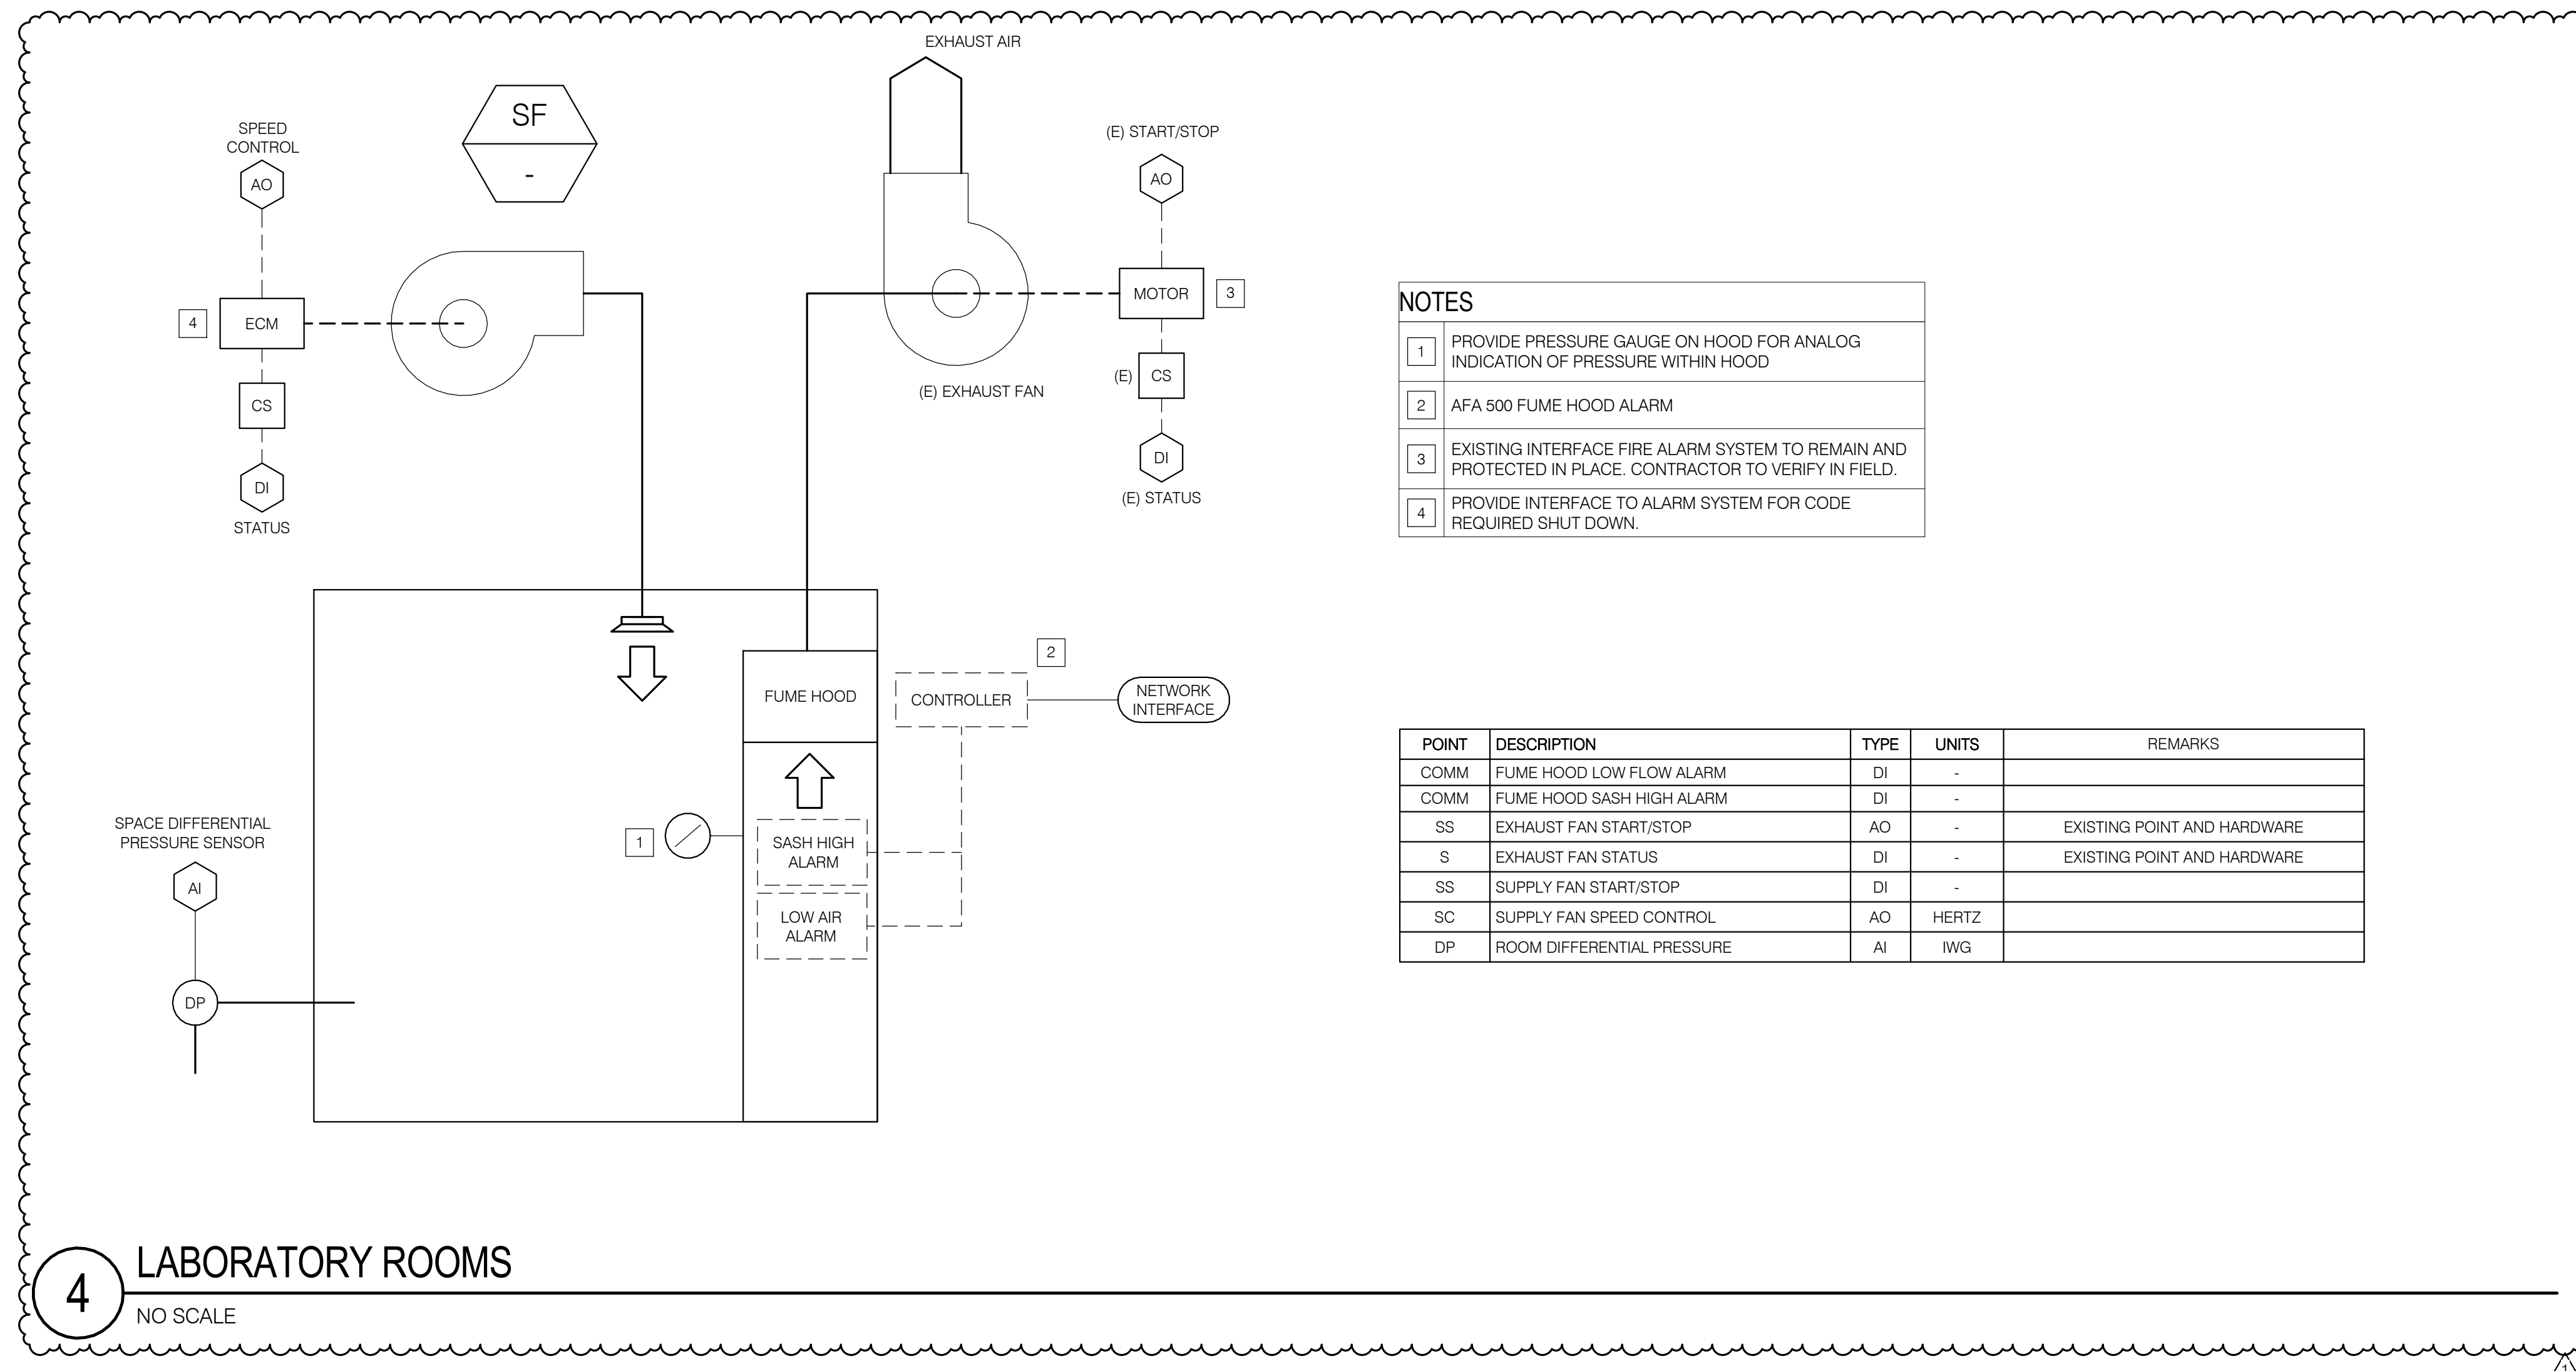 EXHAUST AIR
SF
-
SPEED
CONTROL
AO
(E) START/STOP
AO
4
ECM
MOTOR
3
CS
(E)
CS
(E) EXHAUST FAN
DI
STATUS
DI
(E) STATUS
NOTES
1
PROVIDE PRESSURE GAUGE ON HOOD FOR ANALOG
INDICATION OF PRESSURE WITHIN HOOD
2
AFA 500 FUME HOOD ALARM
3
EXISTING INTERFACE FIRE ALARM SYSTEM TO REMAIN AND
PROTECTED IN PLACE. CONTRACTOR TO VERIFY IN FIELD.
4
PROVIDE INTERFACE TO ALARM SYSTEM FOR CODE
REQUIRED SHUT DOWN.
2
FUME HOOD
CONTROLLER
NETWORK
INTERFACE
1
SASH HIGH
ALARM
LOW AIR
ALARM
SPACE DIFFERENTIAL
PRESSURE SENSOR
AI
DP
POINT DESCRIPTION TYPE UNITS REMARKS
COMM FUME HOOD LOW FLOW ALARM DI -
COMM FUME HOOD SASH HIGH ALARM DI -
SS EXHAUST FAN START/STOP AO - EXISTING POINT AND HARDWARE
S EXHAUST FAN STATUS DI - EXISTING POINT AND HARDWARE
SS SUPPLY FAN START/STOP DI -
SC SUPPLY FAN SPEED CONTROL AO HERTZ
DP ROOM DIFFERENTIAL PRESSURE AI IWG
4
LABORATORY ROOMS
NO SCALE
1